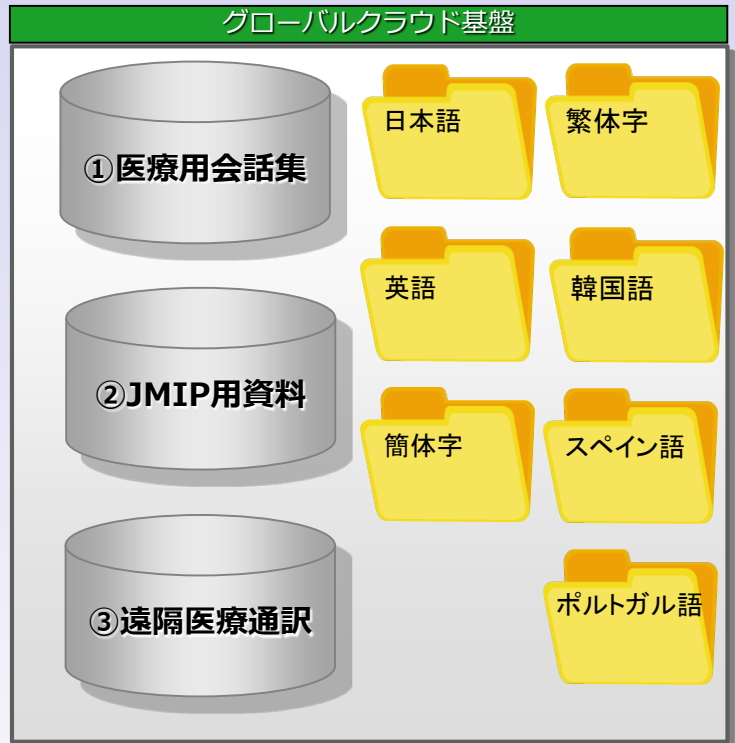 グローバルクラウド基盤
①医療用会話集
②JMIP用資料
③遠隔医療通訳
日本語
繁体字
英語
韓国語
簡体字
スペイン語
ポルトガル語